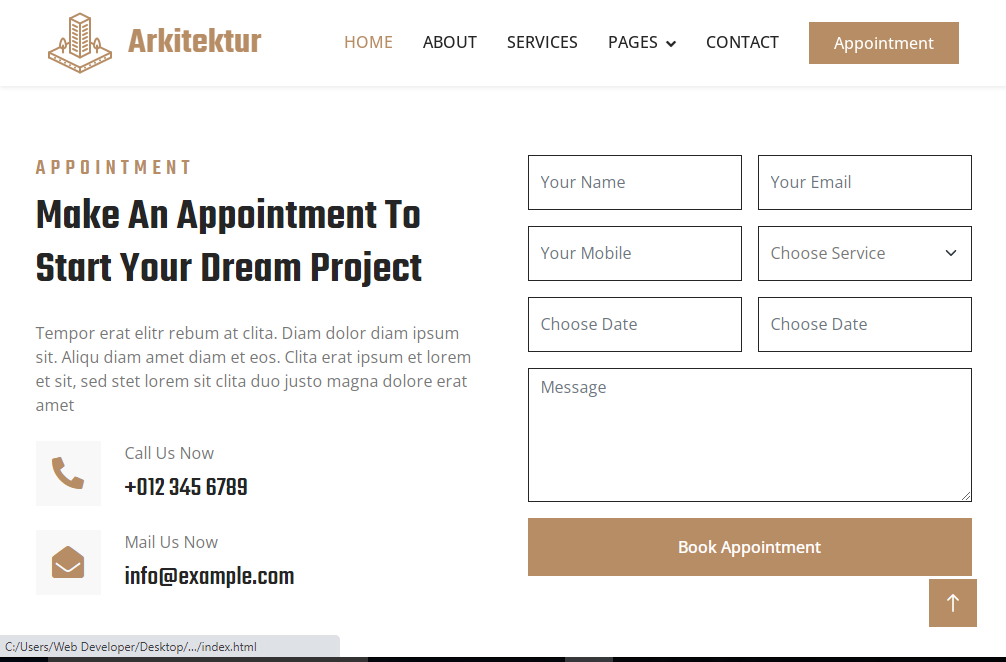 Arkitektur
HOME ABOUT SERVICES PAGES CONTACT Appointment
APPOINTMENT
Make An Appointment To
Start Your Dream Project
Tempor erat elitr rebum at clita. Diam dolor diam ipsum
sit. Aliqu diam amet diam et eos. Clita erat ipsum et lorem
et sit, sed stet lorem sit clita duo justo magna dolore erat
amet
Call Us Now
+012 345 6789
Mail Us Now
info@example.com
Your Name
Your Email
Your Mobile
Choose Service
Choose Date
Choose Date
Message
Book Appointment
C:/Users/Web Developer/Desktop/.../index.html